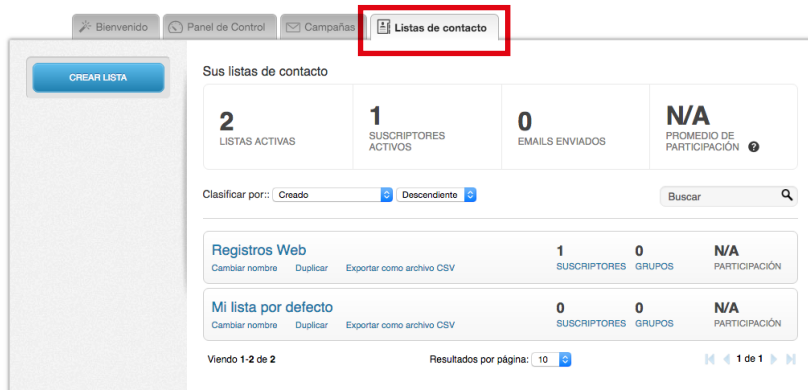 Bienvenido Panel de Control Campañas Listas de contacto
CREAR LISTA
Sus listas de contacto
2
LISTAS ACTIVAS
1
SUSCRIPTORES
ACTIVOS
0
EMAILS ENVIADOS
N/A
PROMEDIO DE
PARTICIPACIÓN ?
Clasificar por:: Creado Descendiente Buscar
Registros Web 1 0 N/A
Cambiar nombre Duplicar Exportar como archivo CSV SUSCRIPTORES GRUPOS PARTICIPACIÓN
Mi lista por defecto 0 0 N/A
Cambiar nombre Duplicar Exportar como archivo CSV SUSCRIPTORES GRUPOS PARTICIPACIÓN
Viendo 1-2 de 2 Resultados por página: 10 1 de 1